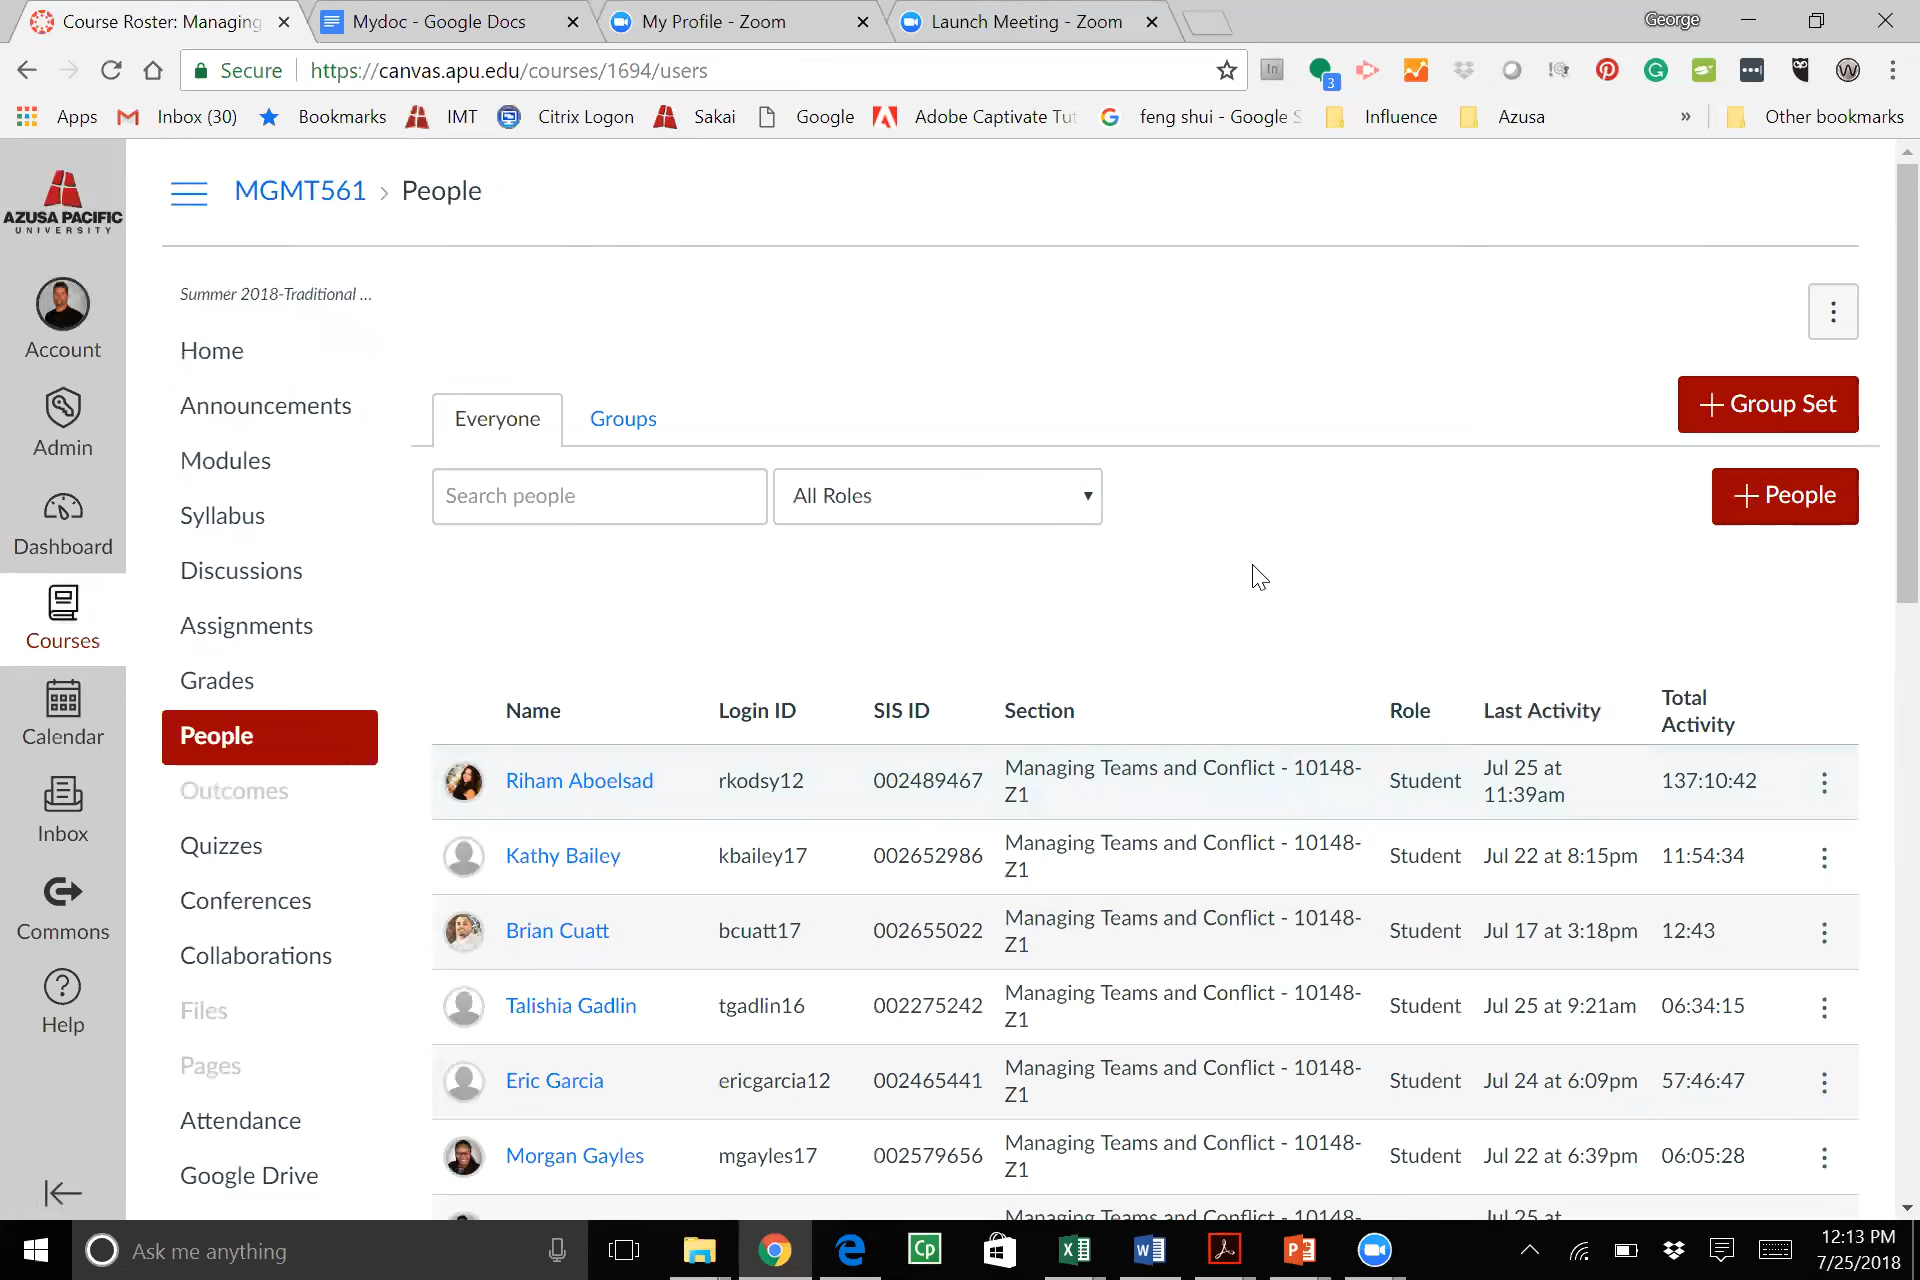 Course Roster: Managing
Mydoc - Google Docs
My Profile - Zoom
Launch Meeting - Zoom
George
Secure
https://canvas.apu.edu/courses/1694/users
3
Apps
Inbox (30)
Bookmarks
IMT
Citrix Logon
Sakai
Google
Adobe Captivate Tut
feng shui - Google S
Influence
Azusa
»
Other bookmarks
AZUSA PACIFIC
UNIVERSITY
Account
Admin
Dashboard
Courses
Calendar
Inbox
Commons
Help
MGMT561 › People
Summer 2018-Traditional ...
Home
Announcements
Modules
Syllabus
Discussions
Assignments
Grades
People
Outcomes
Quizzes
Conferences
Collaborations
Files
Pages
Attendance
Google Drive
Everyone
Groups
+ Group Set
Search people
All Roles
+ People
Name Login ID SIS ID Section Role Last Activity Total
Activity
Riham Aboelsad rkodsy12 002489467 Managing Teams and Conflict - 10148- Student Jul 25 at 137:10:42
Z1 11:39am
Kathy Bailey kbailey17 002652986 Managing Teams and Conflict - 10148- Student Jul 22 at 8:15pm 11:54:34
Z1
Brian Cuatt bcuatt17 002655022 Managing Teams and Conflict - 10148- Student Jul 17 at 3:18pm 12:43
Z1
Talishia Gadlin tgadlin16 002275242 Managing Teams and Conflict - 10148- Student Jul 25 at 9:21am 06:34:15
Z1
Eric Garcia ericgarcia12 002465441 Managing Teams and Conflict - 10148- Student Jul 24 at 6:09pm 57:46:47
Z1
Morgan Gayles mgayles17 002579656 Managing Teams and Conflict - 10148- Student Jul 22 at 6:39pm 06:05:28
Z1
Managing Teams and Conflict - 10148- Jul 25 at
Ask me anything
Cp
12:13 PM
7/25/2018